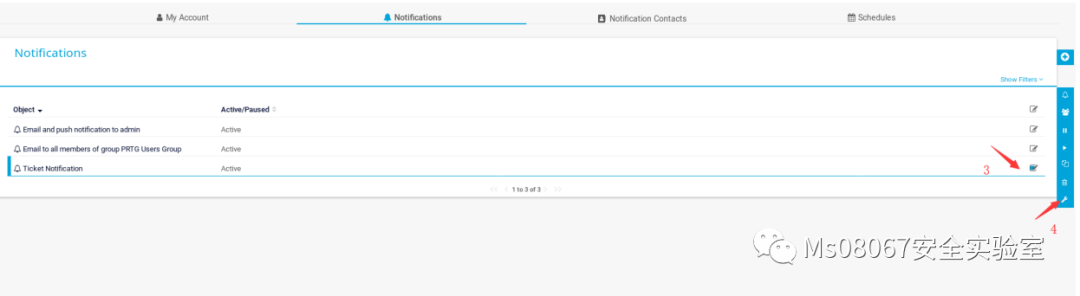 My Account Notifications Notification Contacts Schedules
Notifications
Show Filters
Object Active/Paused
Email and push notification to admin Active
Email to all members of group PRTG Users Group Active
Ticket Notification Active
3
<< < 1 to 3 of 3 > >>
4
Ms08067安全实验室